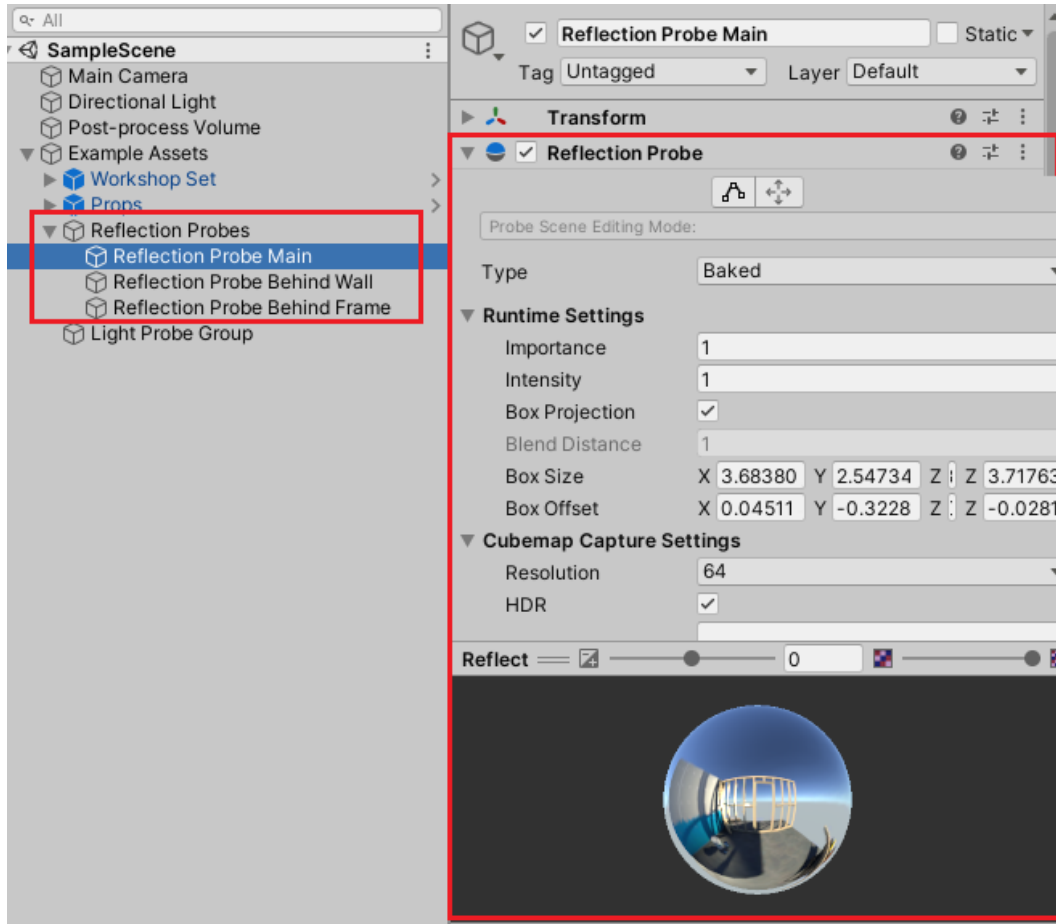 All
SampleScene
Main Camera
Directional Light
Post-process Volume
Example Assets
Workshop Set
Props
Reflection Probes
Reflection Probe Main
Reflection Probe Behind Wall
Reflection Probe Behind Frame
Light Probe Group
Reflection Probe Main Static
Tag Untagged Layer Default
Transform
Reflection Probe
Probe Scene Editing Mode:
Type Baked
Runtime Settings
Importance 1
Intensity 1
Box Projection
Blend Distance 1
Box Size X 3.68380 Y 2.54734 Z Z 3.71763
Box Offset X 0.04511 Y -0.3228 Z Z -0.0281
Cubemap Capture Settings
Resolution 64
HDR
Reflect 0